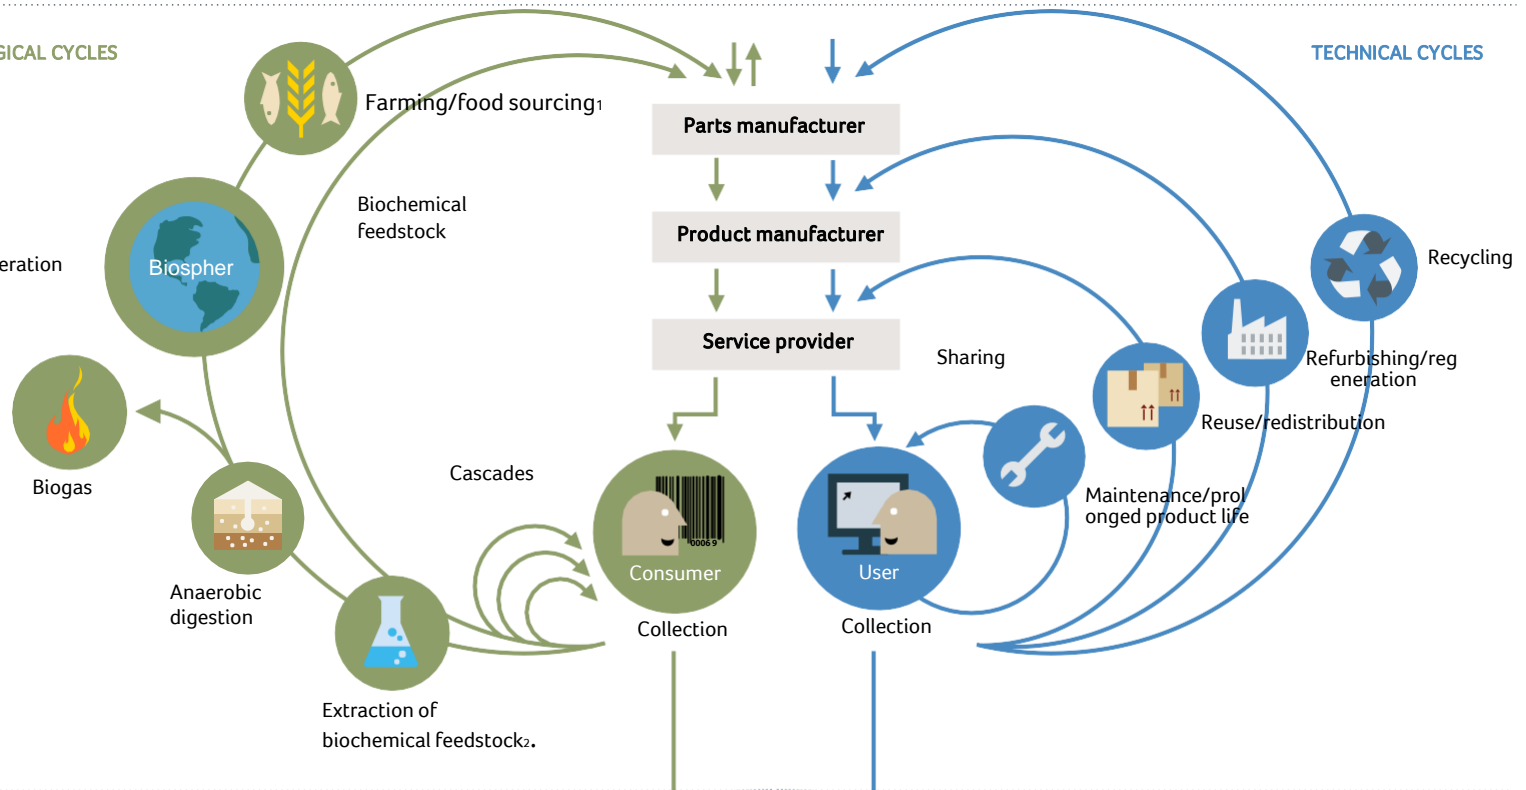 GICAL CYCLES
TECHNICAL CYCLES
Farming/food sourcing1
Parts manufacturer
Biochemical
feedstock
Product manufacturer
eration
Biospher
Recycling
Service provider
Sharing
Refurbishing/reg
eneration
Reuse/redistribution
Biogas
Cascades
Maintenance/prol
onged product life
00069
Consumer
User
Anaerobic
digestion
Collection
Collection
Extraction of
biochemical feedstock2.